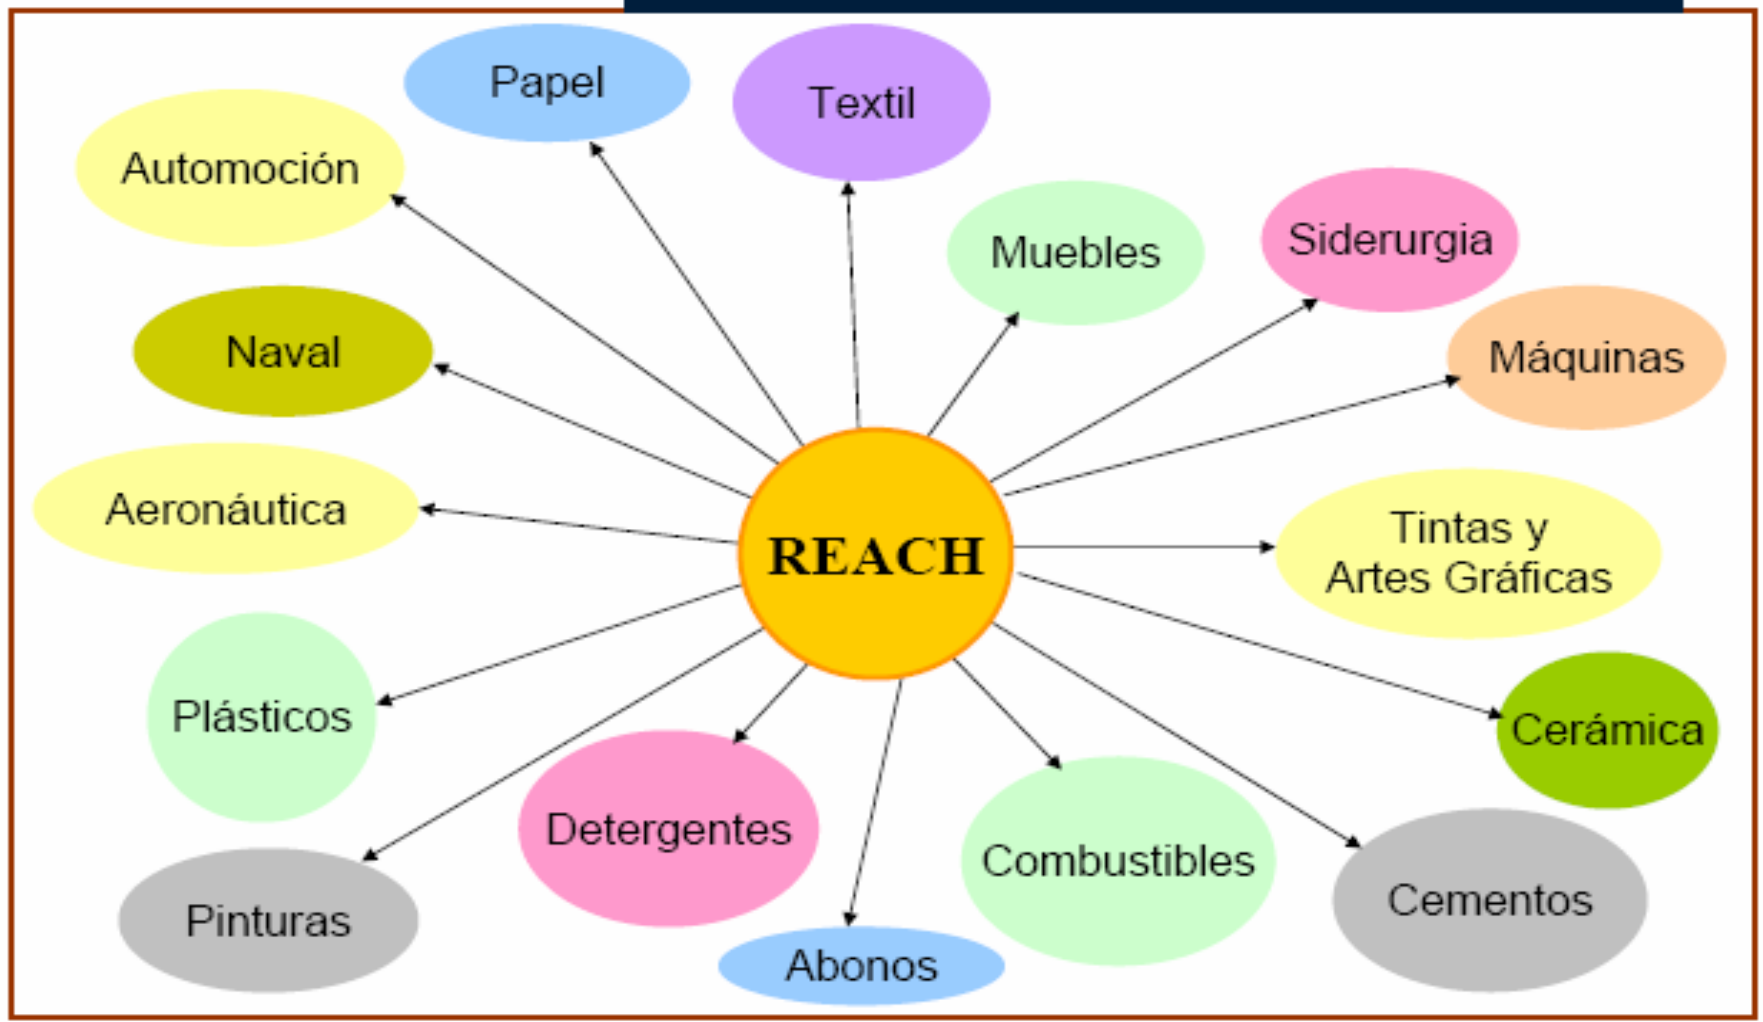 Papel
Textil
Automoción
Muebles
Siderurgia
Naval
Máquinas
Aeronáutica
REACH
Tintas y
Artes Gráficas
Plásticos
Cerámica
Detergentes
Combustibles
Cementos
Pinturas
Abonos